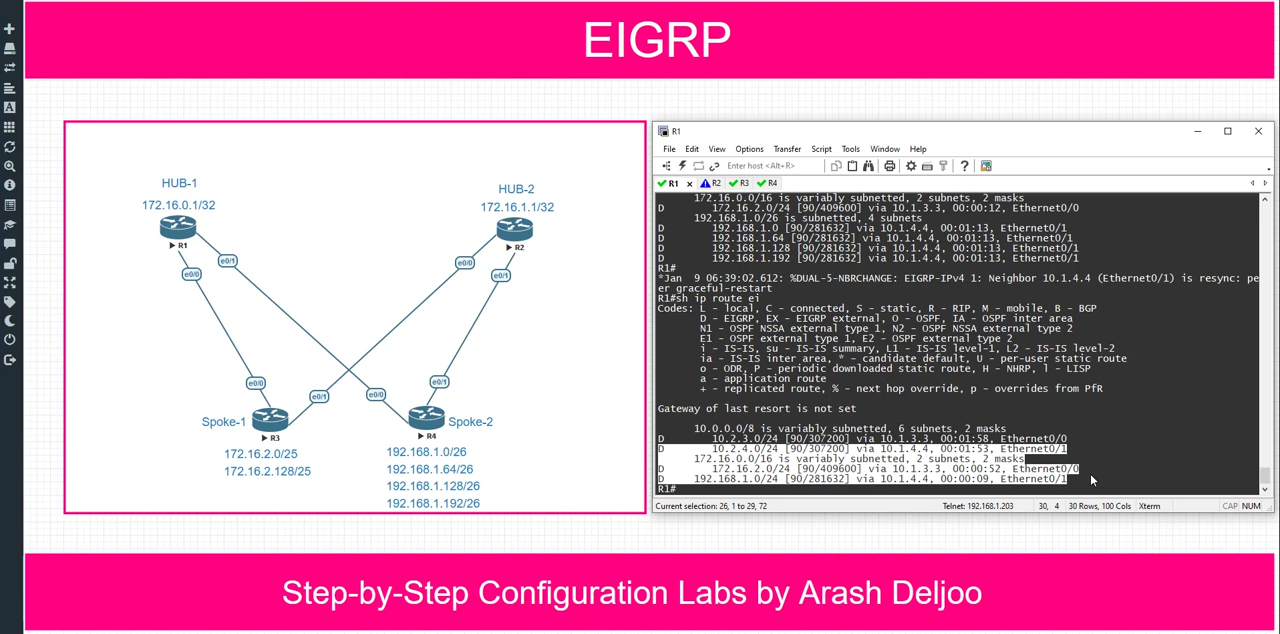 EIGRP
HUB-1
172.16.0.1/32
R1
e0/0
e0/1
HUB-2
172.16.1.1/32
R2
e0/0
e0/1
e0/0
e0/1
e0/0
e0/1
Spoke-1
R3
172.16.2.0/25
172.16.2.128/25
Spoke-2
R4
192.168.1.0/26
192.168.1.64/26
192.168.1.128/26
192.168.1.192/26
R1
File Edit View Options Transfer Script Tools Window Help
Enter host <Alt+R>
R1 R2 R3 R4
172.16.0.0/16 is variably subnetted, 2 subnets, 2 masks
D 172.16.2.0/24 [90/409600] via 10.1.3.3, 00:00:12, Ethernet0/0
192.168.1.0/26 is subnetted, 4 subnets
D 192.168.1.0 [90/281632] via 10.1.4.4, 00:01:13, Ethernet0/1
D 192.168.1.64 [90/281632] via 10.1.4.4, 00:01:13, Ethernet0/1
D 192.168.1.128 [90/281632] via 10.1.4.4, 00:01:13, Ethernet0/1
D 192.168.1.192 [90/281632] via 10.1.4.4, 00:01:13, Ethernet0/1
R1#
*Jan 9 06:39:02.612: %DUAL-5-NBRCHANGE: EIGRP-IPv4 1: Neighbor 10.1.4.4 (Ethernet0/1) is resync: pe
er graceful-restart
R1#sh ip route ei
Codes: L - local, C - connected, S - static, R - RIP, M - mobile, B - BGP
D - EIGRP, EX - EIGRP external, O - OSPF, IA - OSPF inter area
N1 - OSPF NSSA external type 1, N2 - OSPF NSSA external type 2
E1 - OSPF external type 1, E2 - OSPF external type 2
i - IS-IS, su - IS-IS summary, L1 - IS-IS level-1, L2 - IS-IS level-2
ia - IS-IS inter area, * - candidate default, U - per-user static route
o - ODR, P - periodic downloaded static route, H - NHRP, l - LISP
a - application route
+ - replicated route, % - next hop override, p - overrides from PfR
Gateway of last resort is not set
10.0.0.0/8 is variably subnetted, 6 subnets, 2 masks
D 10.2.3.0/24 [90/307200] via 10.1.3.3, 00:01:58, Ethernet0/0
D 10.2.4.0/24 [90/307200] via 10.1.4.4, 00:01:53, Ethernet0/1
172.16.0.0/16 is variably subnetted, 2 subnets, 2 masks
D 172.16.2.0/24 [90/409600] via 10.1.3.3, 00:00:52, Ethernet0/0
D 192.168.1.0/24 [90/281632] via 10.1.4.4, 00:00:09, Ethernet0/1
R1#
Current selection: 26, 1 to 29, 72 Telnet: 192.168.1.203 30, 4 30 Rows, 100 Cols Xterm CAP NUM
Step-by-Step Configuration Labs by Arash Deljoo